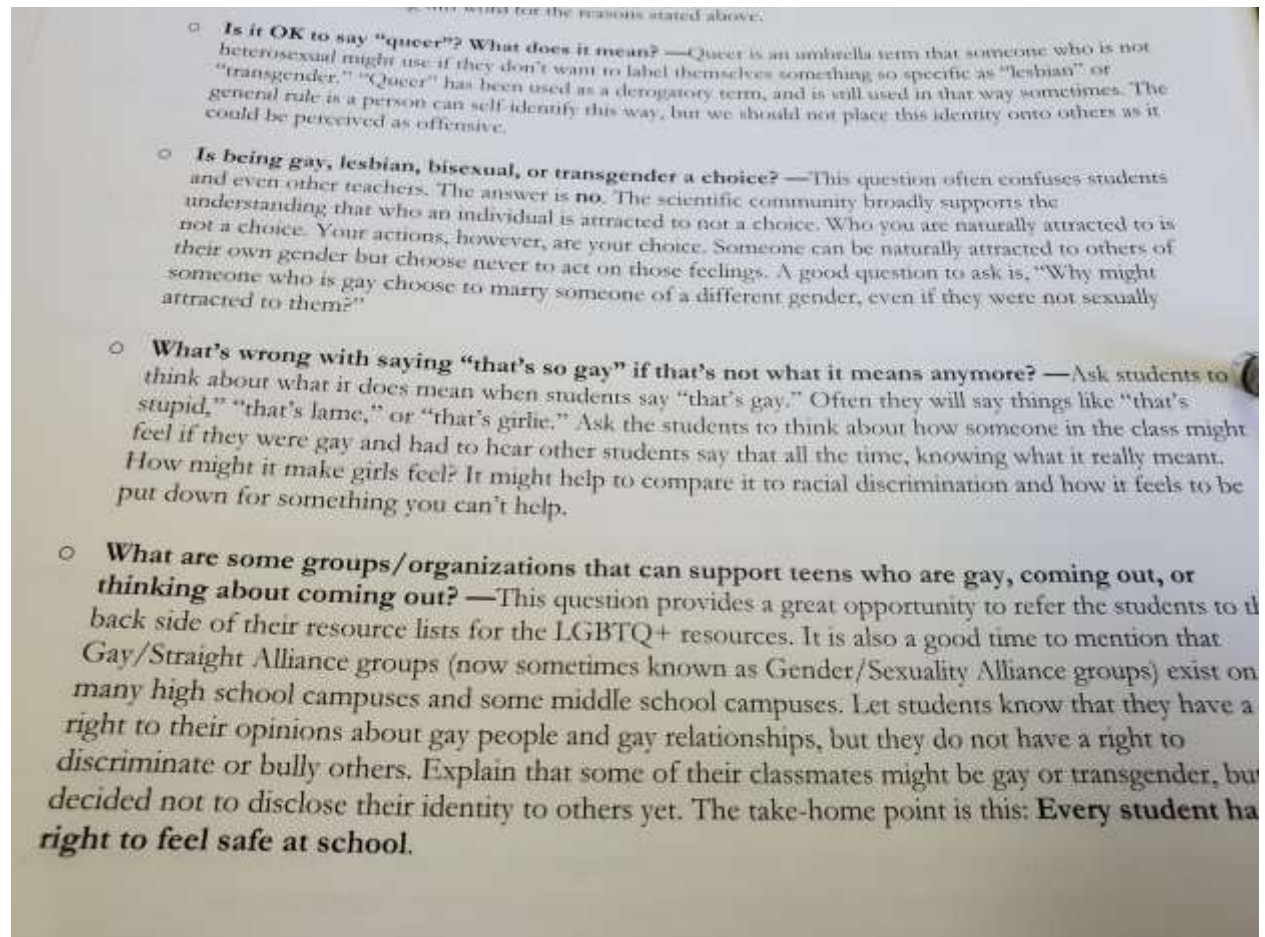 word for the reasons stated above.
○ Is it OK to say “queer”? What does it mean? —Queer is an umbrella term that someone who is not
heterosexual might use if they don’t want to label themselves something so specific as “lesbian” or
“transgender.” “Queer” has been used as a derogatory term, and is still used in that way sometimes. The
general rule is a person can self identify this way, but we should not place this identity onto others as it
could be perceived as offensive.
○ Is being gay, lesbian, bisexual, or transgender a choice? —This question often confuses students
and even other teachers. The answer is no. The scientific community broadly supports the
understanding that who an individual is attracted to not a choice. Who you are naturally attracted to is
not a choice. Your actions, however, are your choice. Someone can be naturally attracted to others of
their own gender but choose never to act on those feelings. A good question to ask is, “Why might
someone who is gay choose to marry someone of a different gender, even if they were not sexually
attracted to them?”
○ What’s wrong with saying “that’s so gay” if that’s not what it means anymore? —Ask students to
think about what it does mean when students say “that’s gay.” Often they will say things like “that’s
stupid,” “that’s lame,” or “that’s girlie.” Ask the students to think about how someone in the class might
feel if they were gay and had to hear other students say that all the time, knowing what it really meant.
How might it make girls feel? It might help to compare it to racial discrimination and how it feels to be
put down for something you can’t help.
○ What are some groups/organizations that can support teens who are gay, coming out, or
thinking about coming out? —This question provides a great opportunity to refer the students to th
back side of their resource lists for the LGBTQ+ resources. It is also a good time to mention that
Gay/Straight Alliance groups (now sometimes known as Gender/Sexuality Alliance groups) exist on
many high school campuses and some middle school campuses. Let students know that they have a
right to their opinions about gay people and gay relationships, but they do not have a right to
discriminate or bully others. Explain that some of their classmates might be gay or transgender, but
decided not to disclose their identity to others yet. The take-home point is this: Every student ha
right to feel safe at school.